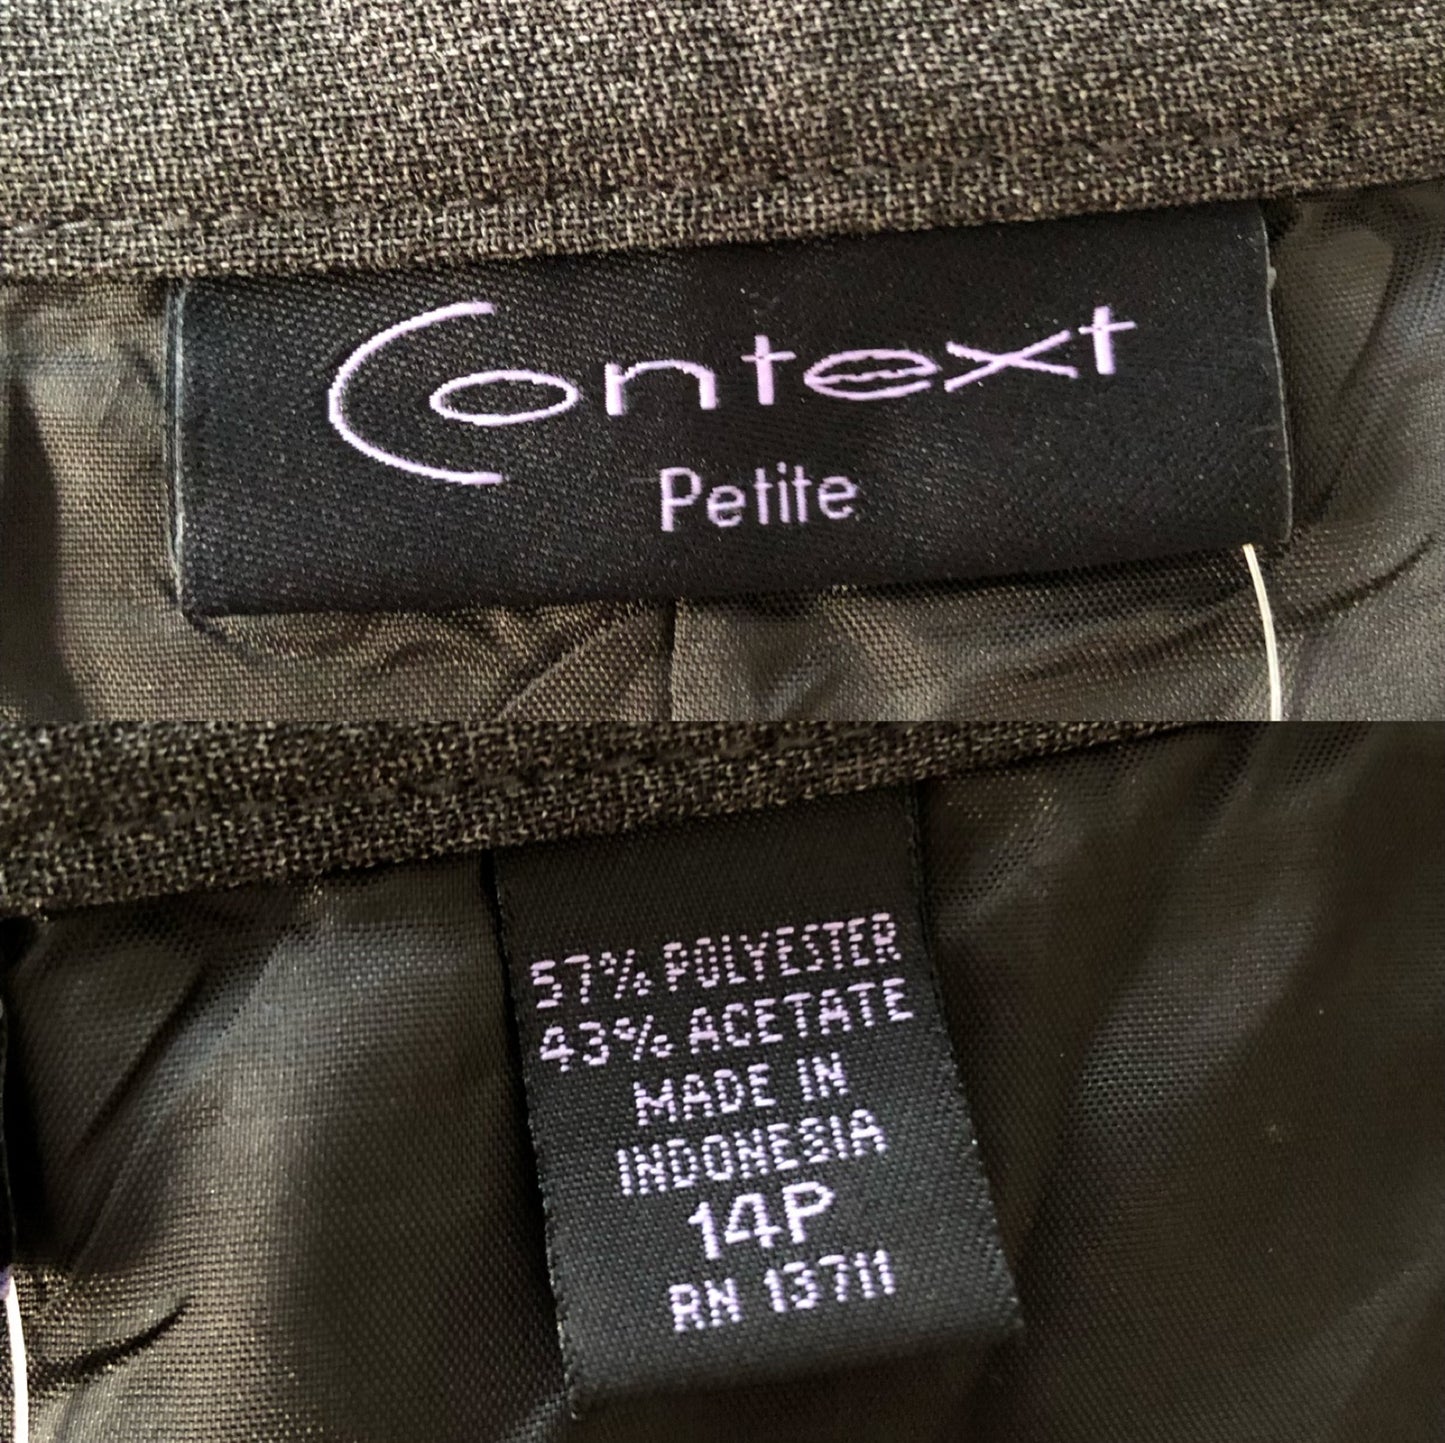 Context
Petite
57% POLYESTER
43% ACETATE
MADE IN
INDONESIA
14P
RN 13711